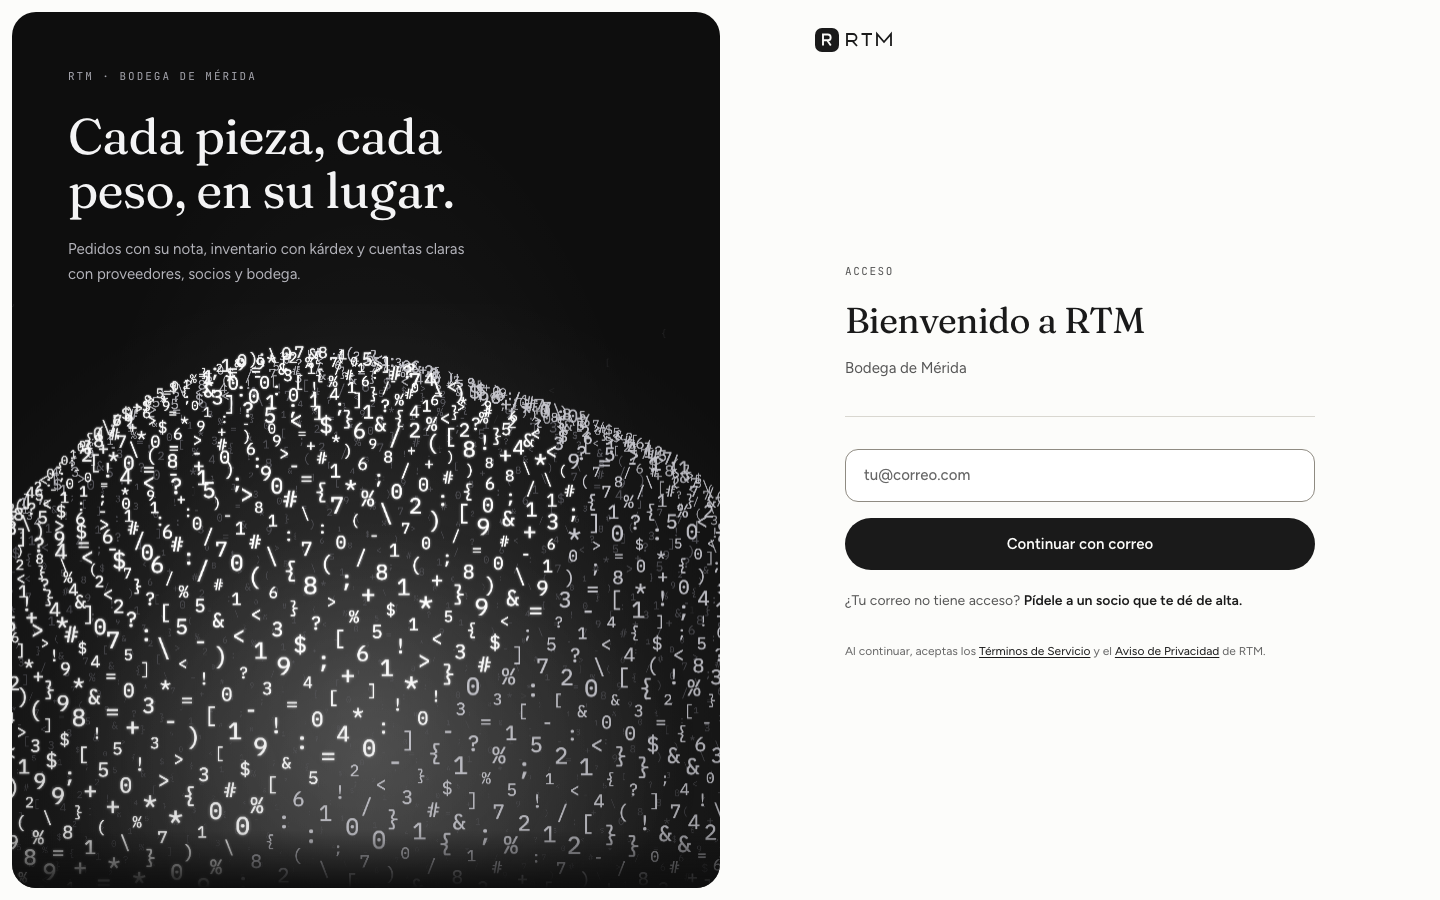 RTM · BODEGA DE MÉRIDA
Cada pieza, cada
peso, en su lugar.
Pedidos con su nota, inventario con kárdex y cuentas claras
con proveedores, socios y bodega.
R RTM
ACCESO
Bienvenido a RTM
Bodega de Mérida
tu@correo.com
Continuar con correo
¿Tu correo no tiene acceso? Pídele a un socio que te dé de alta.
Al continuar, aceptas los Términos de Servicio y el Aviso de Privacidad de RTM.